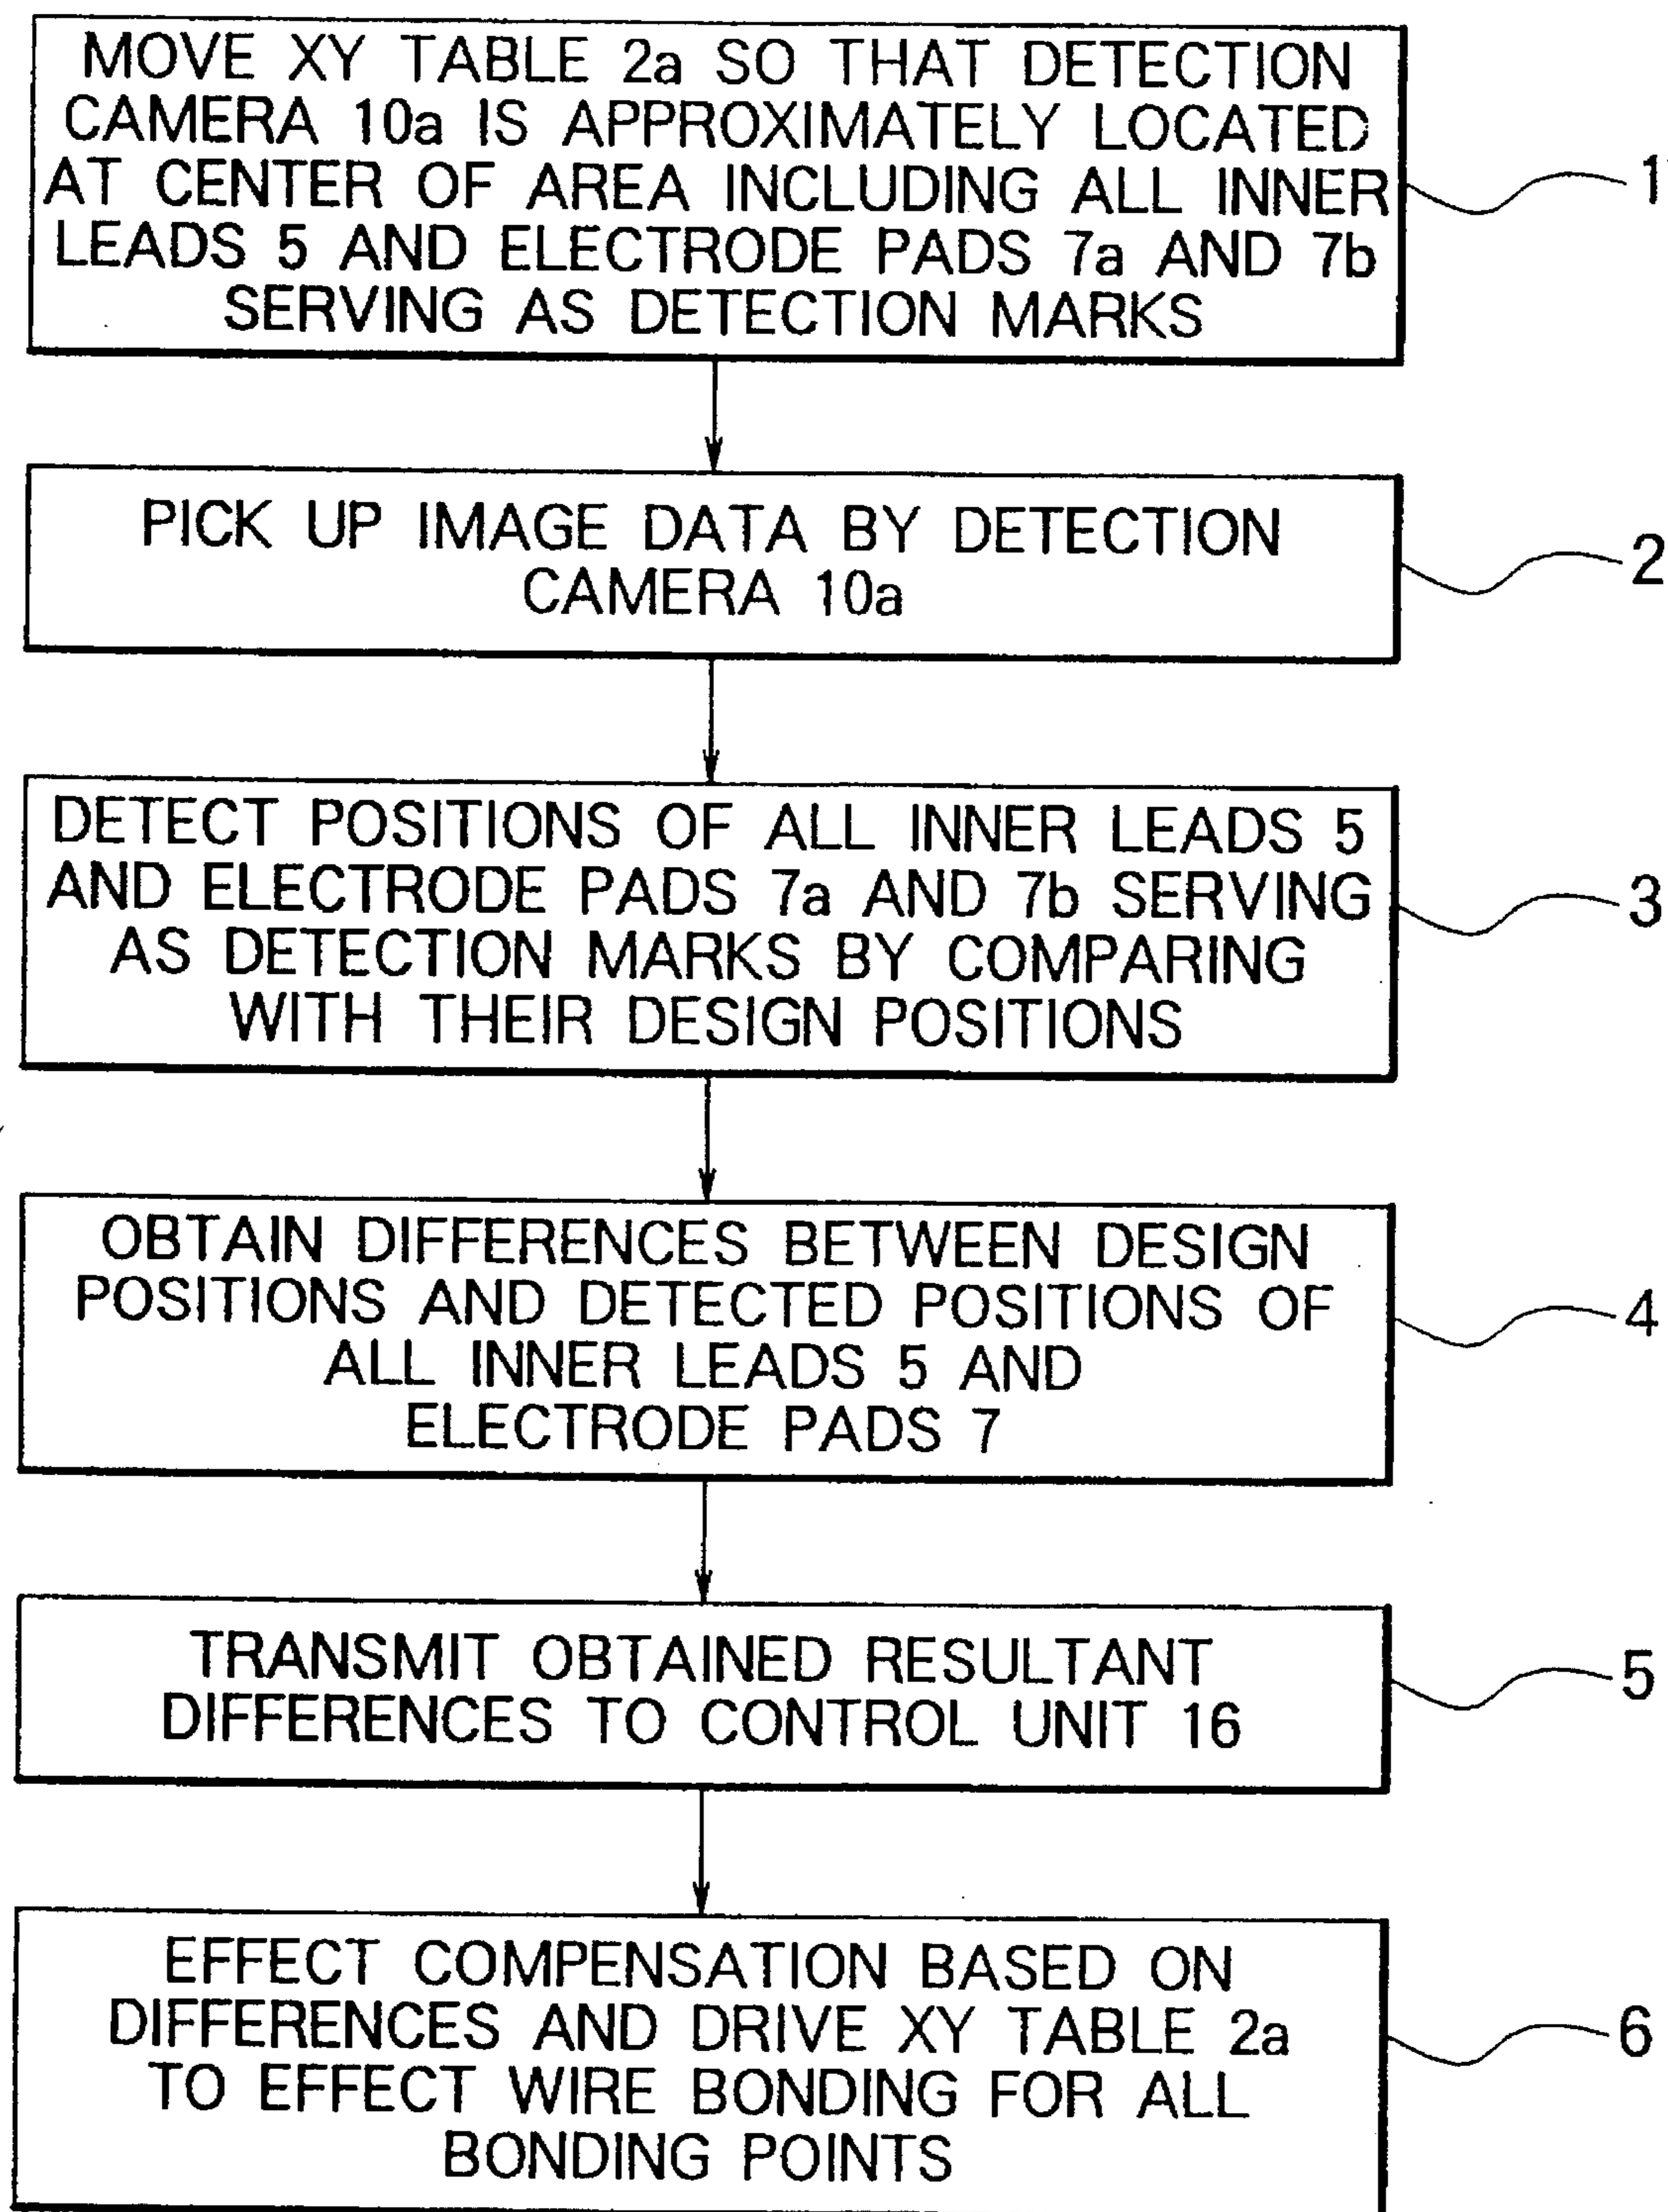 MOVE XY TABLE 2a SO THAT DETECTION
CAMERA 10a IS APPROXIMATELY LOCATED
AT CENTER OF AREA INCLUDING ALL INNER
LEADS 5 AND ELECTRODE PADS 7a AND 7b
SERVING AS DETECTION MARKS
1
PICK UP IMAGE DATA BY DETECTION
CAMERA 10a
2
DETECT POSITIONS OF ALL INNER LEADS 5
AND ELECTRODE PADS 7a AND 7b SERVING
AS DETECTION MARKS BY COMPARING
WITH THEIR DESIGN POSITIONS
3
OBTAIN DIFFERENCES BETWEEN DESIGN
POSITIONS AND DETECTED POSITIONS OF
ALL INNER LEADS 5 AND
ELECTRODE PADS 7
4
TRANSMIT OBTAINED RESULTANT
DIFFERENCES TO CONTROL UNIT 16
5
EFFECT COMPENSATION BASED ON
DIFFERENCES AND DRIVE XY TABLE 2a
TO EFFECT WIRE BONDING FOR ALL
BONDING POINTS
6